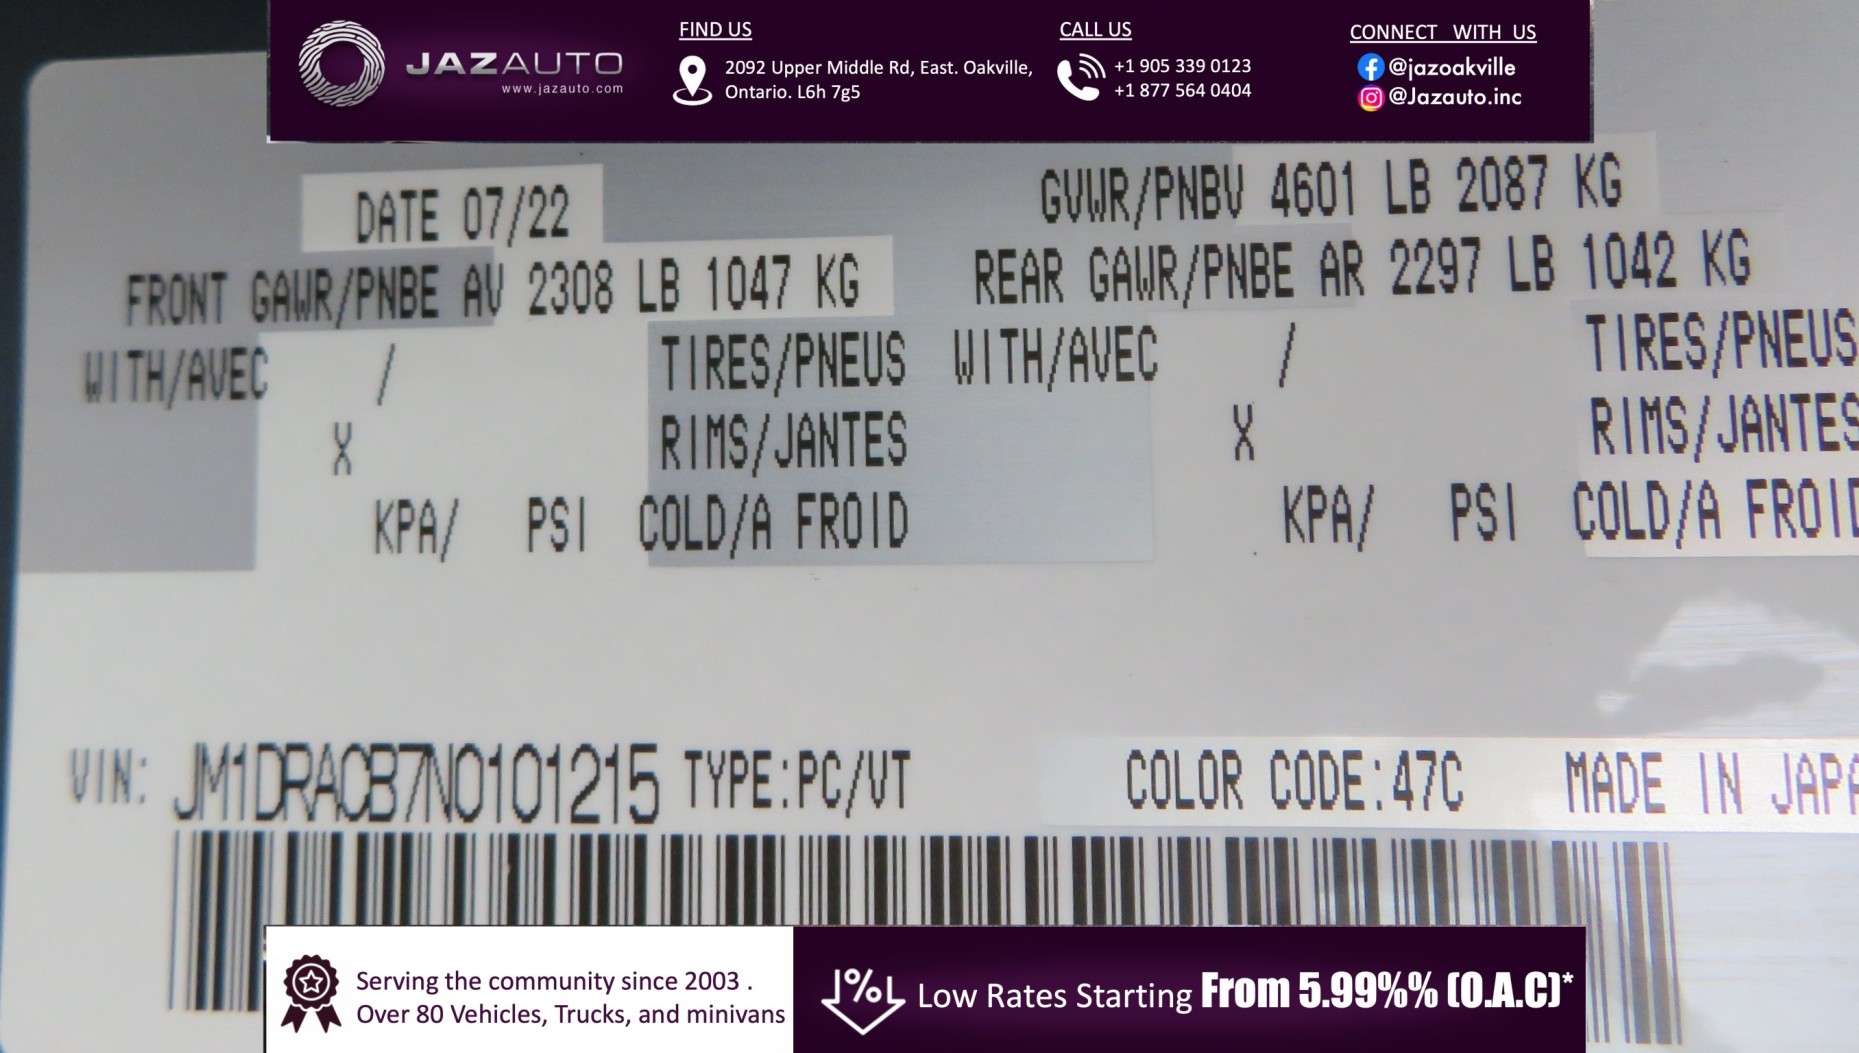 JAZAUTO
www.jazauto.com
FIND US
2092 Upper Middle Rd, East. Oakville,
Ontario. L6h 7g5
CALL US
+1 905 339 0123
+1 877 564 0404
CONNECT WITH US
@jazoakville
@Jazauto.inc
DATE 07/22 GVWR/PNBV 4601 LB 2087 KG
FRONT GAWR/PNBE AV 2308 LB 1047 KG REAR GAWR/PNBE AR 2297 LB 1042 KG
WITH/AVEC / TIRES/PNEUS WITH/AVEC / TIRES/PNEUS
X RIMS/JANTES X RIMS/JANTES
KPA/ PSI COLD/A FROID KPA/ PSI COLD/A FROID
VIN: JM1DRACB7N0101215 TYPE:PC/VT COLOR CODE:47C MADE IN JAPA
Serving the community since 2003 .
Over 80 Vehicles, Trucks, and minivans
Low Rates Starting From 5.99%% (O.A.C)*